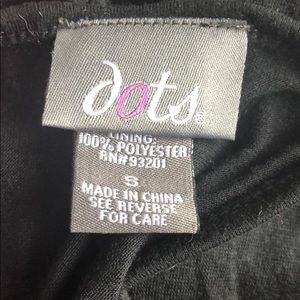 dots®
LINING:
100% POLYESTER
RN#93201
S
MADE IN CHINA
SEE REVERSE
FOR CARE